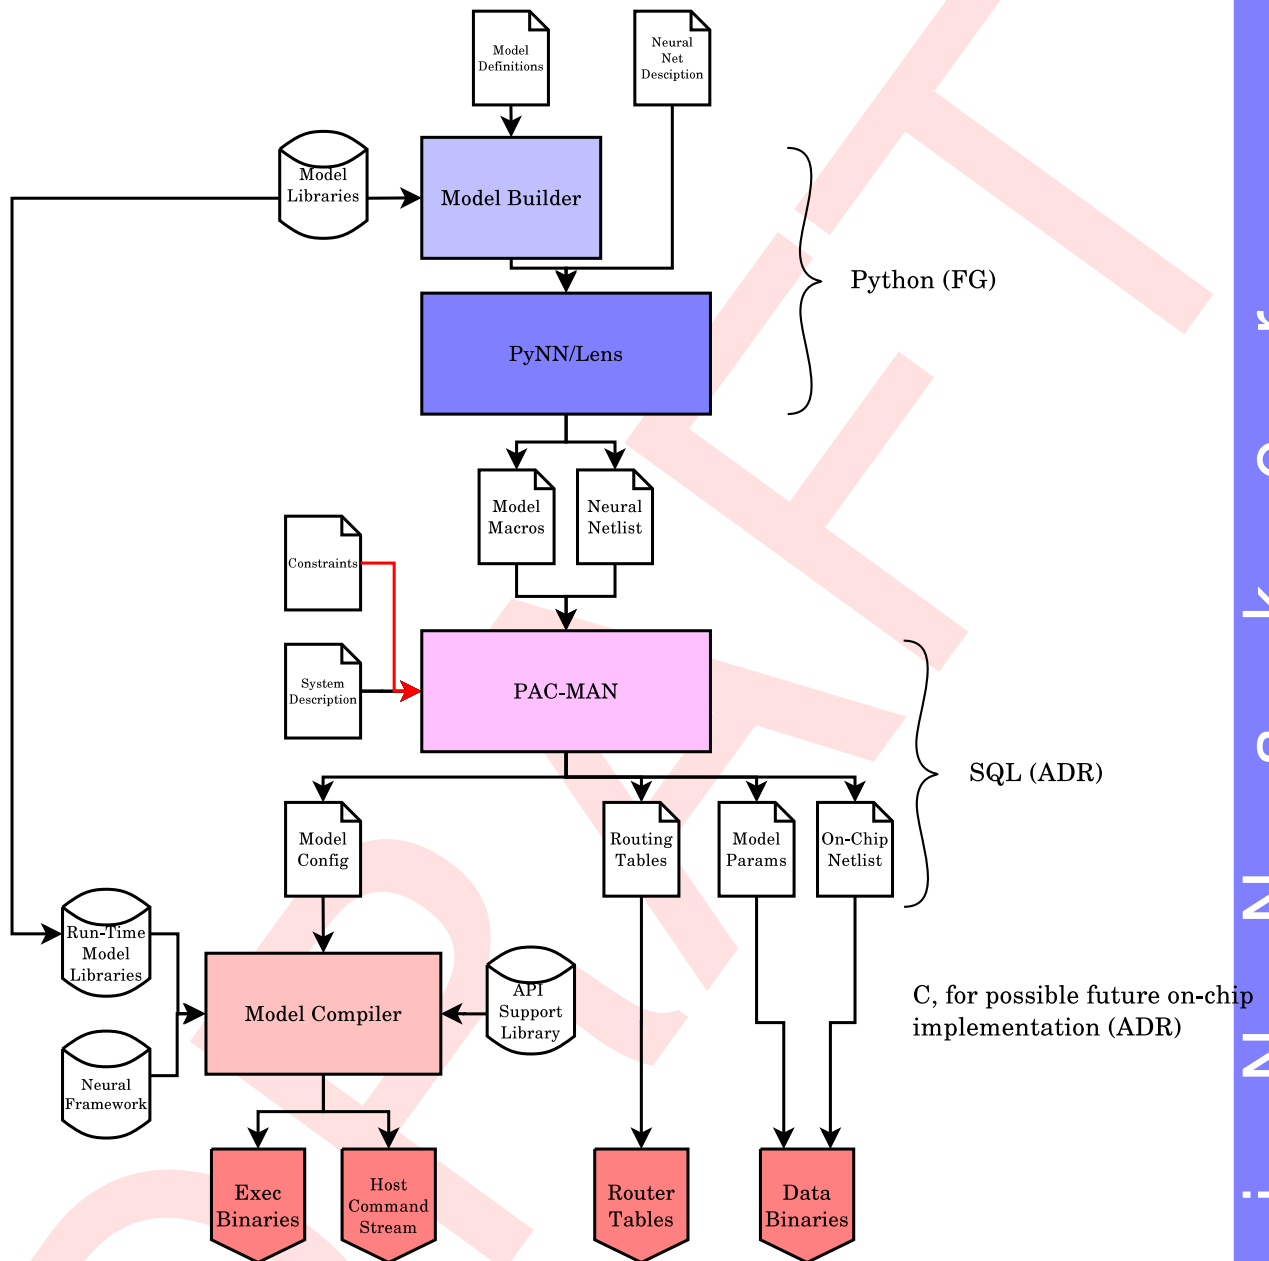 Model
Definitions
Neural
Net
Desciption
Model
Libraries
Model Builder
Python (FG)
PyNN/Lens
Model
Macros
Neural
Netlist
Constraints
System
Description
PAC-MAN
SQL (ADR)
Model
Config
Routing
Tables
Model
Params
On-Chip
Netlist
Run-Time
Model
Libraries
Model Compiler
API
Support
Library
C, for possible future on-chip
implementation (ADR)
Neural
Framework
Exec
Binaries
Host
Command
Stream
Router
Tables
Data
Binaries
DRAFT